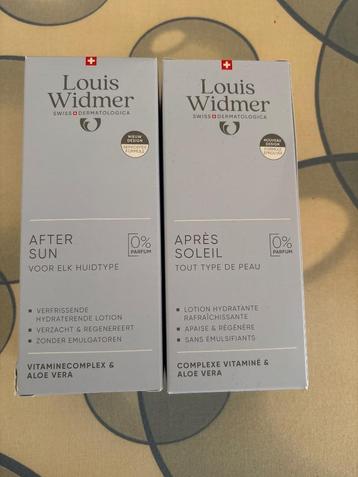 Louis
Widmer
SWISS DERMATOLOGICA
NIEUW
DESIGN
AFTER
SUN
VOOR ELK HUIDTYPE
0%
PARFUM
VERFRISSENDE
HYDRATERENDE LOTION
VERZACHT & REGENEREERT
ZONDER EMULGATOREN
VITAMINECOMPLEX &
ALOE VERA
Louis
Widmer
SWISS DERMATOLOGICA
NOUVEAU
DESIGN
APRÈS
SOLEIL
TOUT TYPE DE PEAU
0%
PARFUM
LOTION HYDRATANTE
RAFRAÎCHISSANTE
APAISE & RÉGÉNÈRE
SANS ÉMULSIFIANTS
COMPLEXE VITAMINÉ &
ALOE VERA